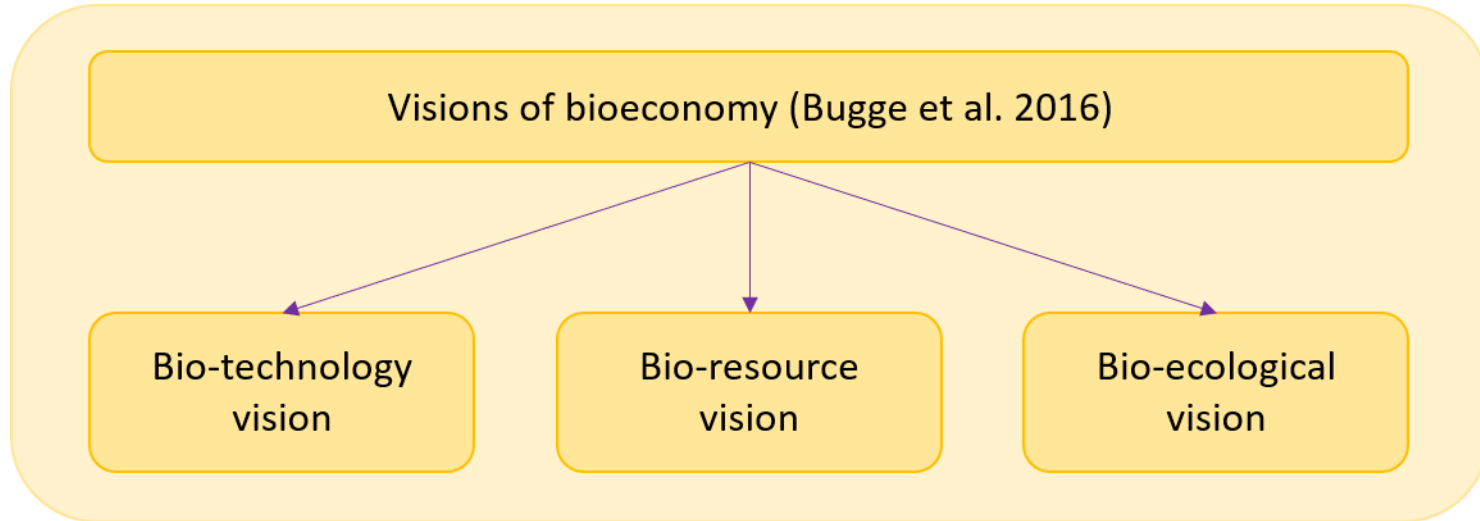 Visions of bioeconomy (Bugge et al. 2016)
Bio-technology
vision
Bio-resource
vision
Bio-ecological
vision